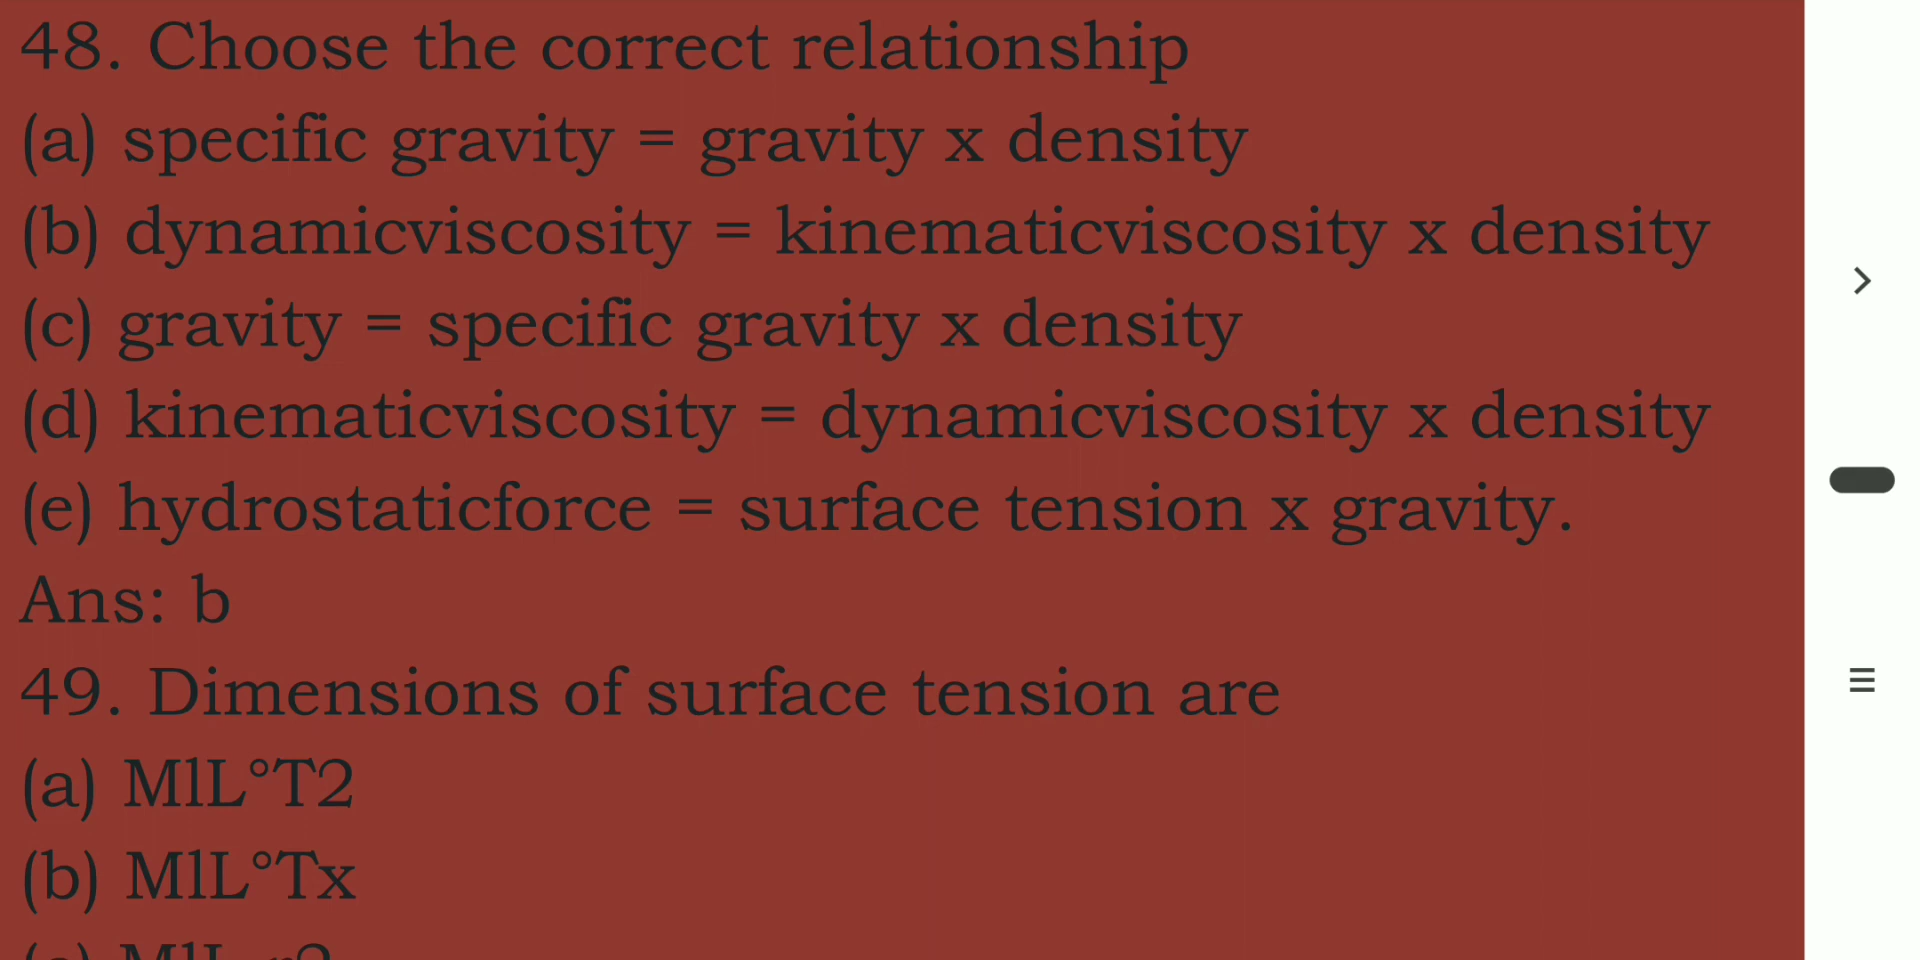 48. Choose the correct relationship
(a) specific gravity = gravity x density
(b) dynamicviscosity = kinematicviscosity x density
(c) gravity = specific gravity x density
(d) kinematicviscosity = dynamicviscosity x density
(e) hydrostaticforce = surface tension x gravity.
Ans: b
49. Dimensions of surface tension are
(a) MlL°T2
(b) MlL°Tx